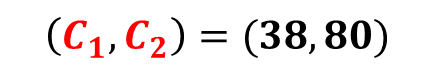 (C₁, C₂) = (38, 80)